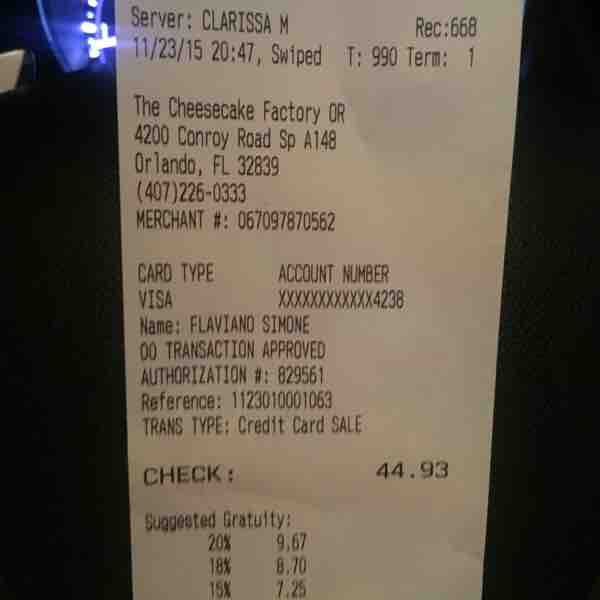 Server: CLARISSA M Rec:668
11/23/15 20:47, Swiped T: 990 Term: 1
The Cheesecake Factory OR
4200 Conroy Road Sp A148
Orlando, FL 32839
(407)226-0333
MERCHANT #: 067097870562
CARD TYPE ACCOUNT NUMBER
VISA XXXXXXXXXXXX4238
Name: FLAVIANO SIMONE
00 TRANSACTION APPROVED
AUTHORIZATION #: 829561
Reference: 1123010001063
TRANS TYPE: Credit Card SALE
CHECK: 44.93
Suggested Gratuity:
20% 9.67
18% 8.70
15% 7.25